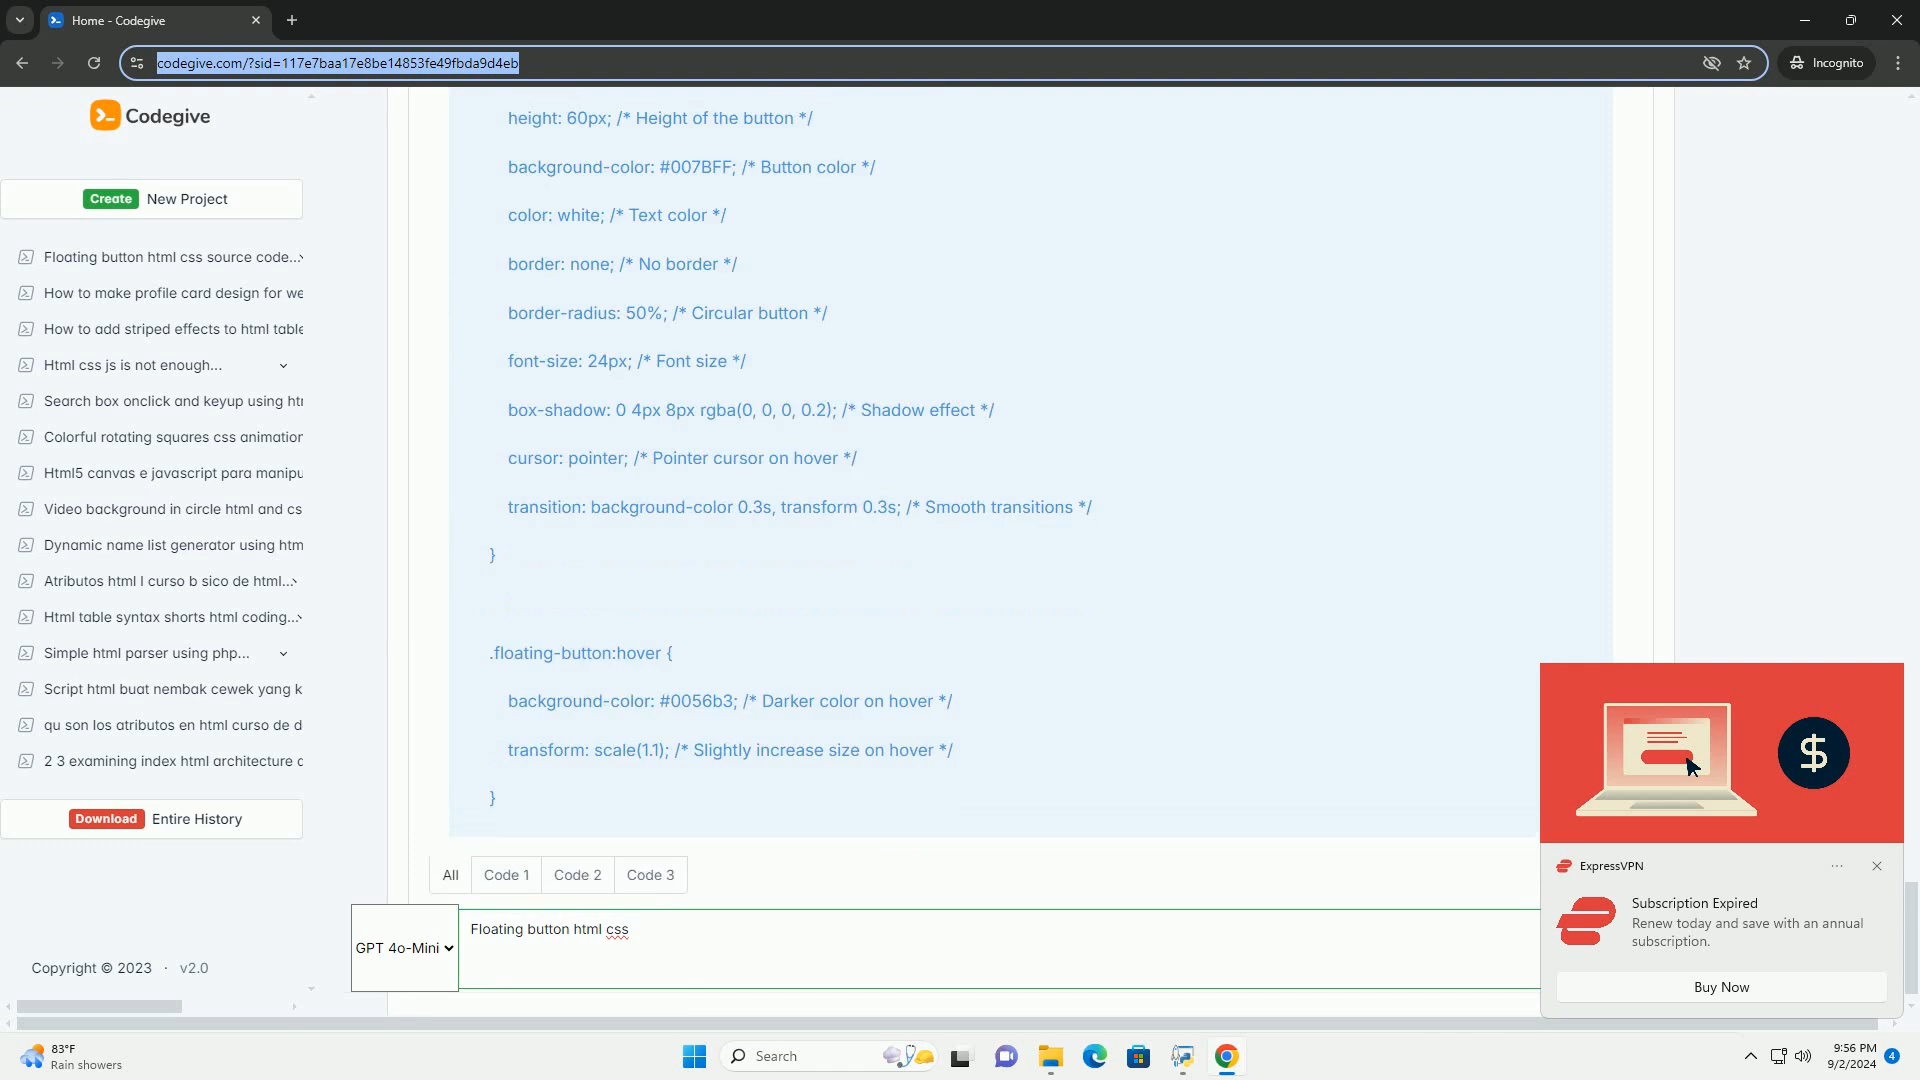 Home - Codegive
codegive.com/?sid=117e7baa17e8be14853fe49fbda9d4eb
Incognito
Codegive
Create New Project
Floating button html css source code...
How to make profile card design for we
How to add striped effects to html table
Html css js is not enough...
Search box onclick and keyup using htm
Colorful rotating squares css animation
Html5 canvas e javascript para manipu
Video background in circle html and cs
Dynamic name list generator using htm
Atributos html l curso b sico de html...
Html table syntax shorts html coding...
Simple html parser using php...
Script html buat nembak cewek yang k
qu son los atributos en html curso de d
2 3 examining index html architecture a
Download Entire History
Copyright © 2023 · v2.0
height: 60px; /* Height of the button */
background-color: #007BFF; /* Button color */
color: white; /* Text color */
border: none; /* No border */
border-radius: 50%; /* Circular button */
font-size: 24px; /* Font size */
box-shadow: 0 4px 8px rgba(0, 0, 0, 0.2); /* Shadow effect */
cursor: pointer; /* Pointer cursor on hover */
transition: background-color 0.3s, transform 0.3s; /* Smooth transitions */
}
.floating-button:hover {
background-color: #0056b3; /* Darker color on hover */
transform: scale(1.1); /* Slightly increase size on hover */
}
All Code 1 Code 2 Code 3
GPT 4o-Mini
Floating button html css
$
ExpressVPN
Subscription Expired
Renew today and save with an annual
subscription.
Buy Now
83°F
Rain showers
Search
9:56 PM
9/2/2024
4